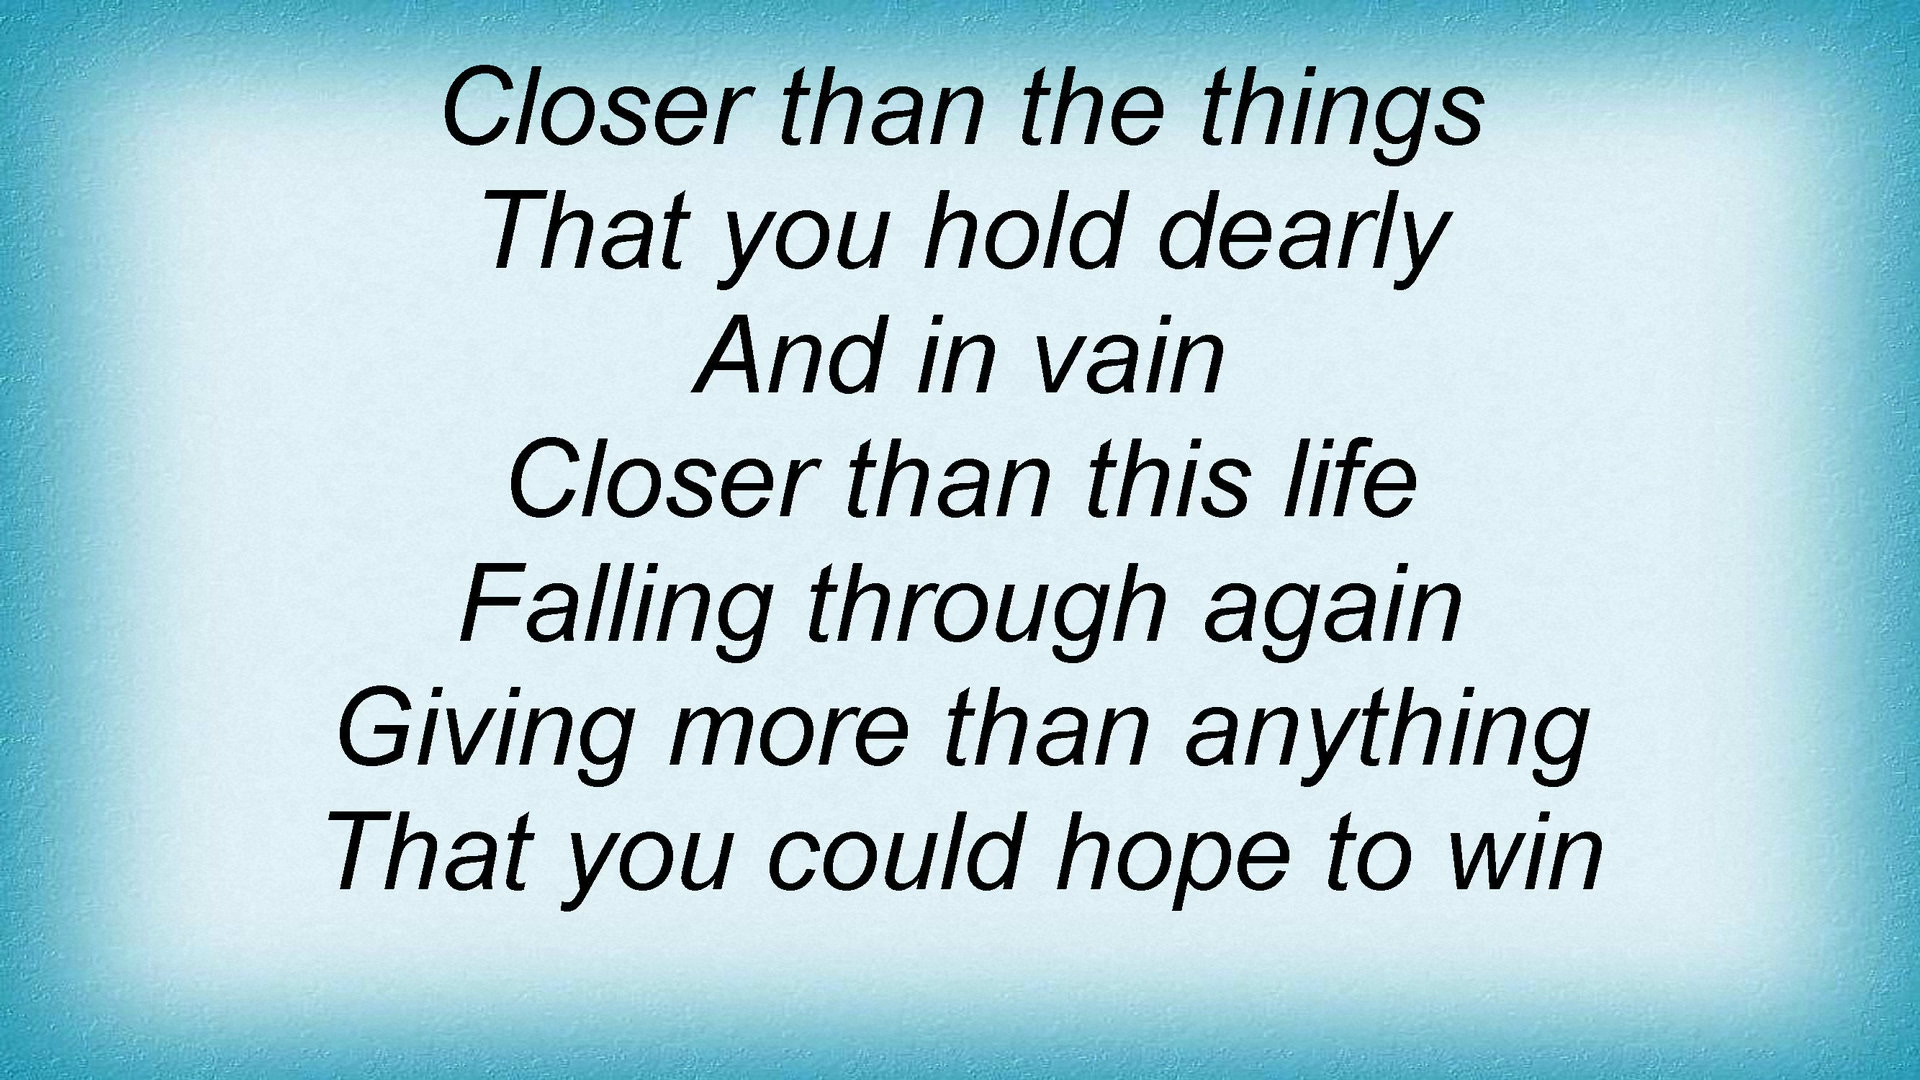 Closer than the things
That you hold dearly
And in vain
Closer than this life
Falling through again
Giving more than anything
That you could hope to win